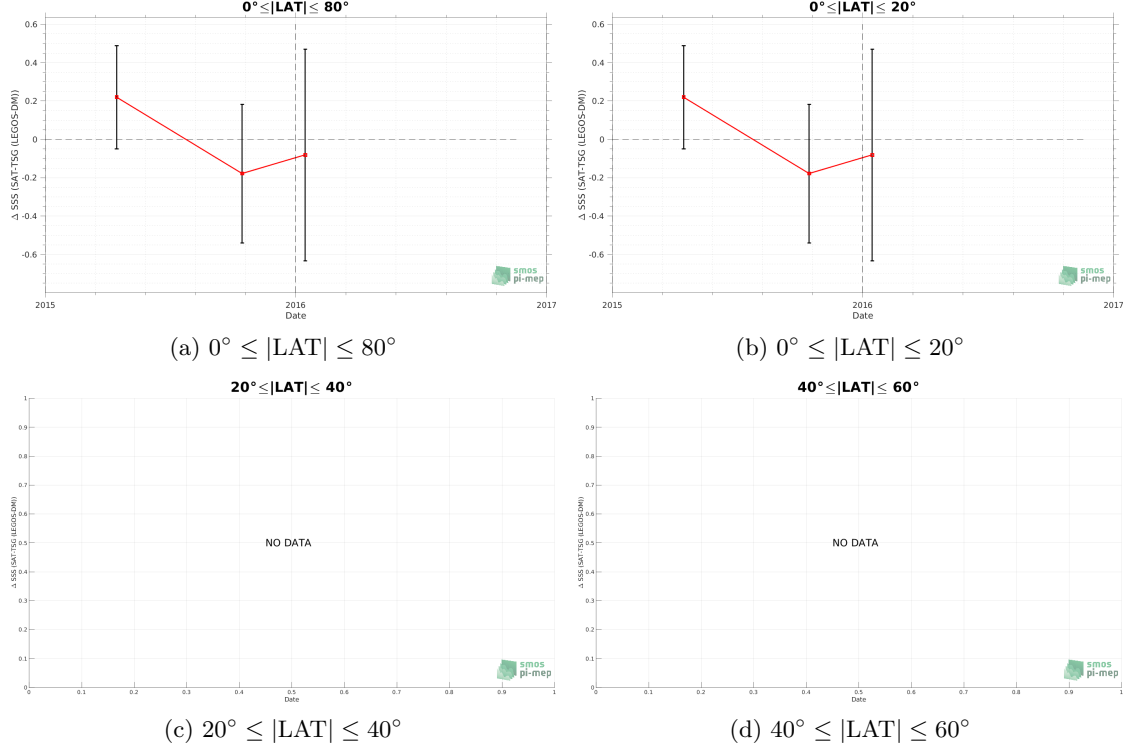 0°≤|LAT|≤ 80°
0.6
0.4
0.2
0
-0.2
-0.4
-0.6
Δ SSS (SAT-TSG (LEGOS-DM))
2015
2016
2017
Date
smos
pi-mep
(a) 0° ≤ |LAT| ≤ 80°
0°≤|LAT|≤ 20°
0.6
0.4
0.2
0
-0.2
-0.4
-0.6
Δ SSS (SAT-TSG (LEGOS-DM))
2015
2016
2017
Date
smos
pi-mep
(b) 0° ≤ |LAT| ≤ 20°
20°≤|LAT|≤ 40°
1
0.9
0.8
0.7
0.6
0.5
0.4
0.3
0.2
0.1
0
Δ SSS (SAT-TSG (LEGOS-DM))
NO DATA
0 0.1 0.2 0.3 0.4 0.5 0.6 0.7 0.8 0.9 1
Date
smos
pi-mep
(c) 20° ≤ |LAT| ≤ 40°
40°≤|LAT|≤ 60°
1
0.9
0.8
0.7
0.6
0.5
0.4
0.3
0.2
0.1
0
Δ SSS (SAT-TSG (LEGOS-DM))
NO DATA
0 0.1 0.2 0.3 0.4 0.5 0.6 0.7 0.8 0.9 1
Date
smos
pi-mep
(d) 40° ≤ |LAT| ≤ 60°